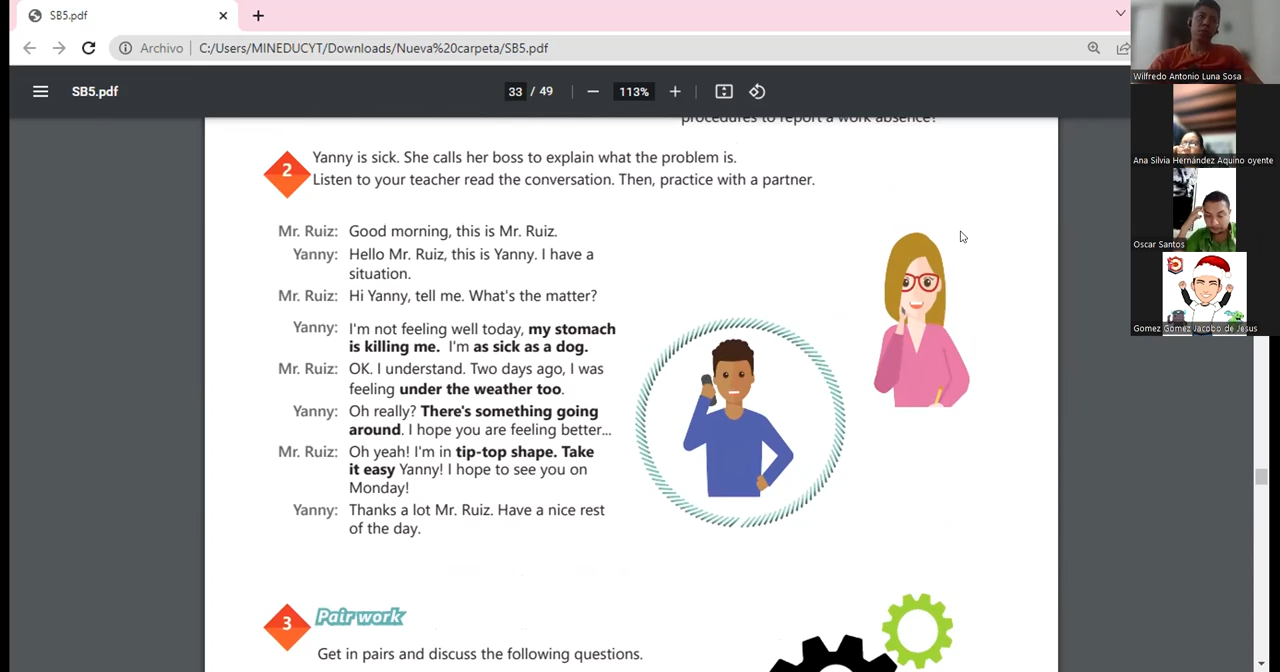 SB5.pdf
Archivo
C:/Users/MINEDUCYT/Downloads/Nueva%20carpeta/SB5.pdf
SB5.pdf
33 / 49
113%
procedures to report a work absence?
2
Yanny is sick. She calls her boss to explain what the problem is.
Listen to your teacher read the conversation. Then, practice with a partner.
Mr. Ruiz: Good morning, this is Mr. Ruiz.
Yanny: Hello Mr. Ruiz, this is Yanny. I have a
situation.
Mr. Ruiz: Hi Yanny, tell me. What's the matter?
Yanny: I'm not feeling well today, my stomach
is killing me. I'm as sick as a dog.
Mr. Ruiz: OK. I understand. Two days ago, I was
feeling under the weather too.
Yanny: Oh really? There's something going
around. I hope you are feeling better...
Mr. Ruiz: Oh yeah! I'm in tip-top shape. Take
it easy Yanny! I hope to see you on
Monday!
Yanny: Thanks a lot Mr. Ruiz. Have a nice rest
of the day.
3
Pair work
Get in pairs and discuss the following questions.
Wilfredo Antonio Luna Sosa
Ana Silvia Hernández Aquino oyente
Oscar Santos
Gomez Gómez Jacobo de Jesus